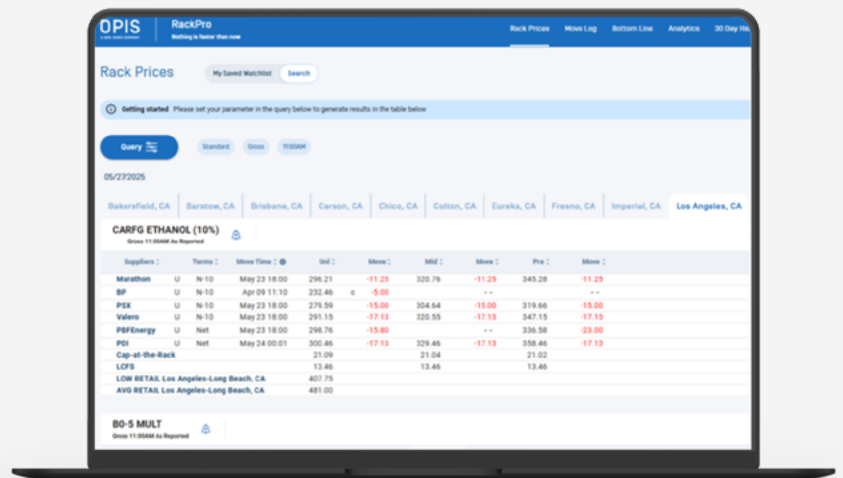 OPIS
RackPro
Nothing is faster than now
Rack Prices Move Log Bottom Line Analytics 30 Day
Rack Prices
My Saved Watchlist Search
Getting started Please set your parameter in the query below to generate results in the table below
Query Standard Gross 11:00AM
05/27/2025
Bakersfield, CA Barstow, CA Brisbane, CA Carson, CA Chico, CA Colton, CA Eureka, CA Fresno, CA Imperial, CA Los Angeles, CA
CARFG ETHANOL (10%)
Gross 11:00AM As Reported
Suppliers Terms Move Time Unl Move Mid Move Pre Move
Marathon U N-10 May 23 18:00 296.21 -11.25 320.76 -11.25 345.28 -11.25
BP U N-10 Apr 09 11:10 232.46 o -5.00 -- --
PSX U N-10 May 23 18:00 279.59 -15.00 304.64 -15.00 319.66 -15.00
Valero U N-10 May 23 18:00 291.15 -17.13 320.55 -17.13 347.15 -17.13
PBFEnergy U Net May 23 18:00 298.76 -15.80 -- 336.58 -23.00
PDI U Net May 24 00:01 300.46 -17.13 329.46 -17.13 358.46 -17.13
Cap-at-the-Rack 21.09 21.04 21.02
LCFS 13.46 13.46 13.46
LOW RETAIL Los Angeles-Long Beach, CA 407.75
AVG RETAIL Los Angeles-Long Beach, CA 481.00
B0-5 MULT
Gross 11:00AM As Reported